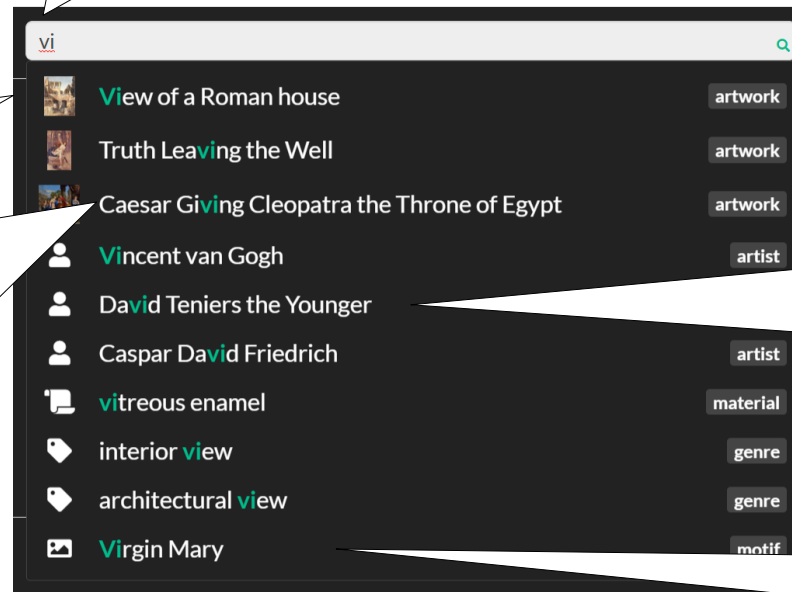 vi
View of a Roman house artwork
Truth Leaving the Well artwork
Caesar Giving Cleopatra the Throne of Egypt artwork
Vincent van Gogh artist
David Teniers the Younger
Caspar David Friedrich artist
vitreous enamel material
interior view genre
architectural view genre
Virgin Mary motif